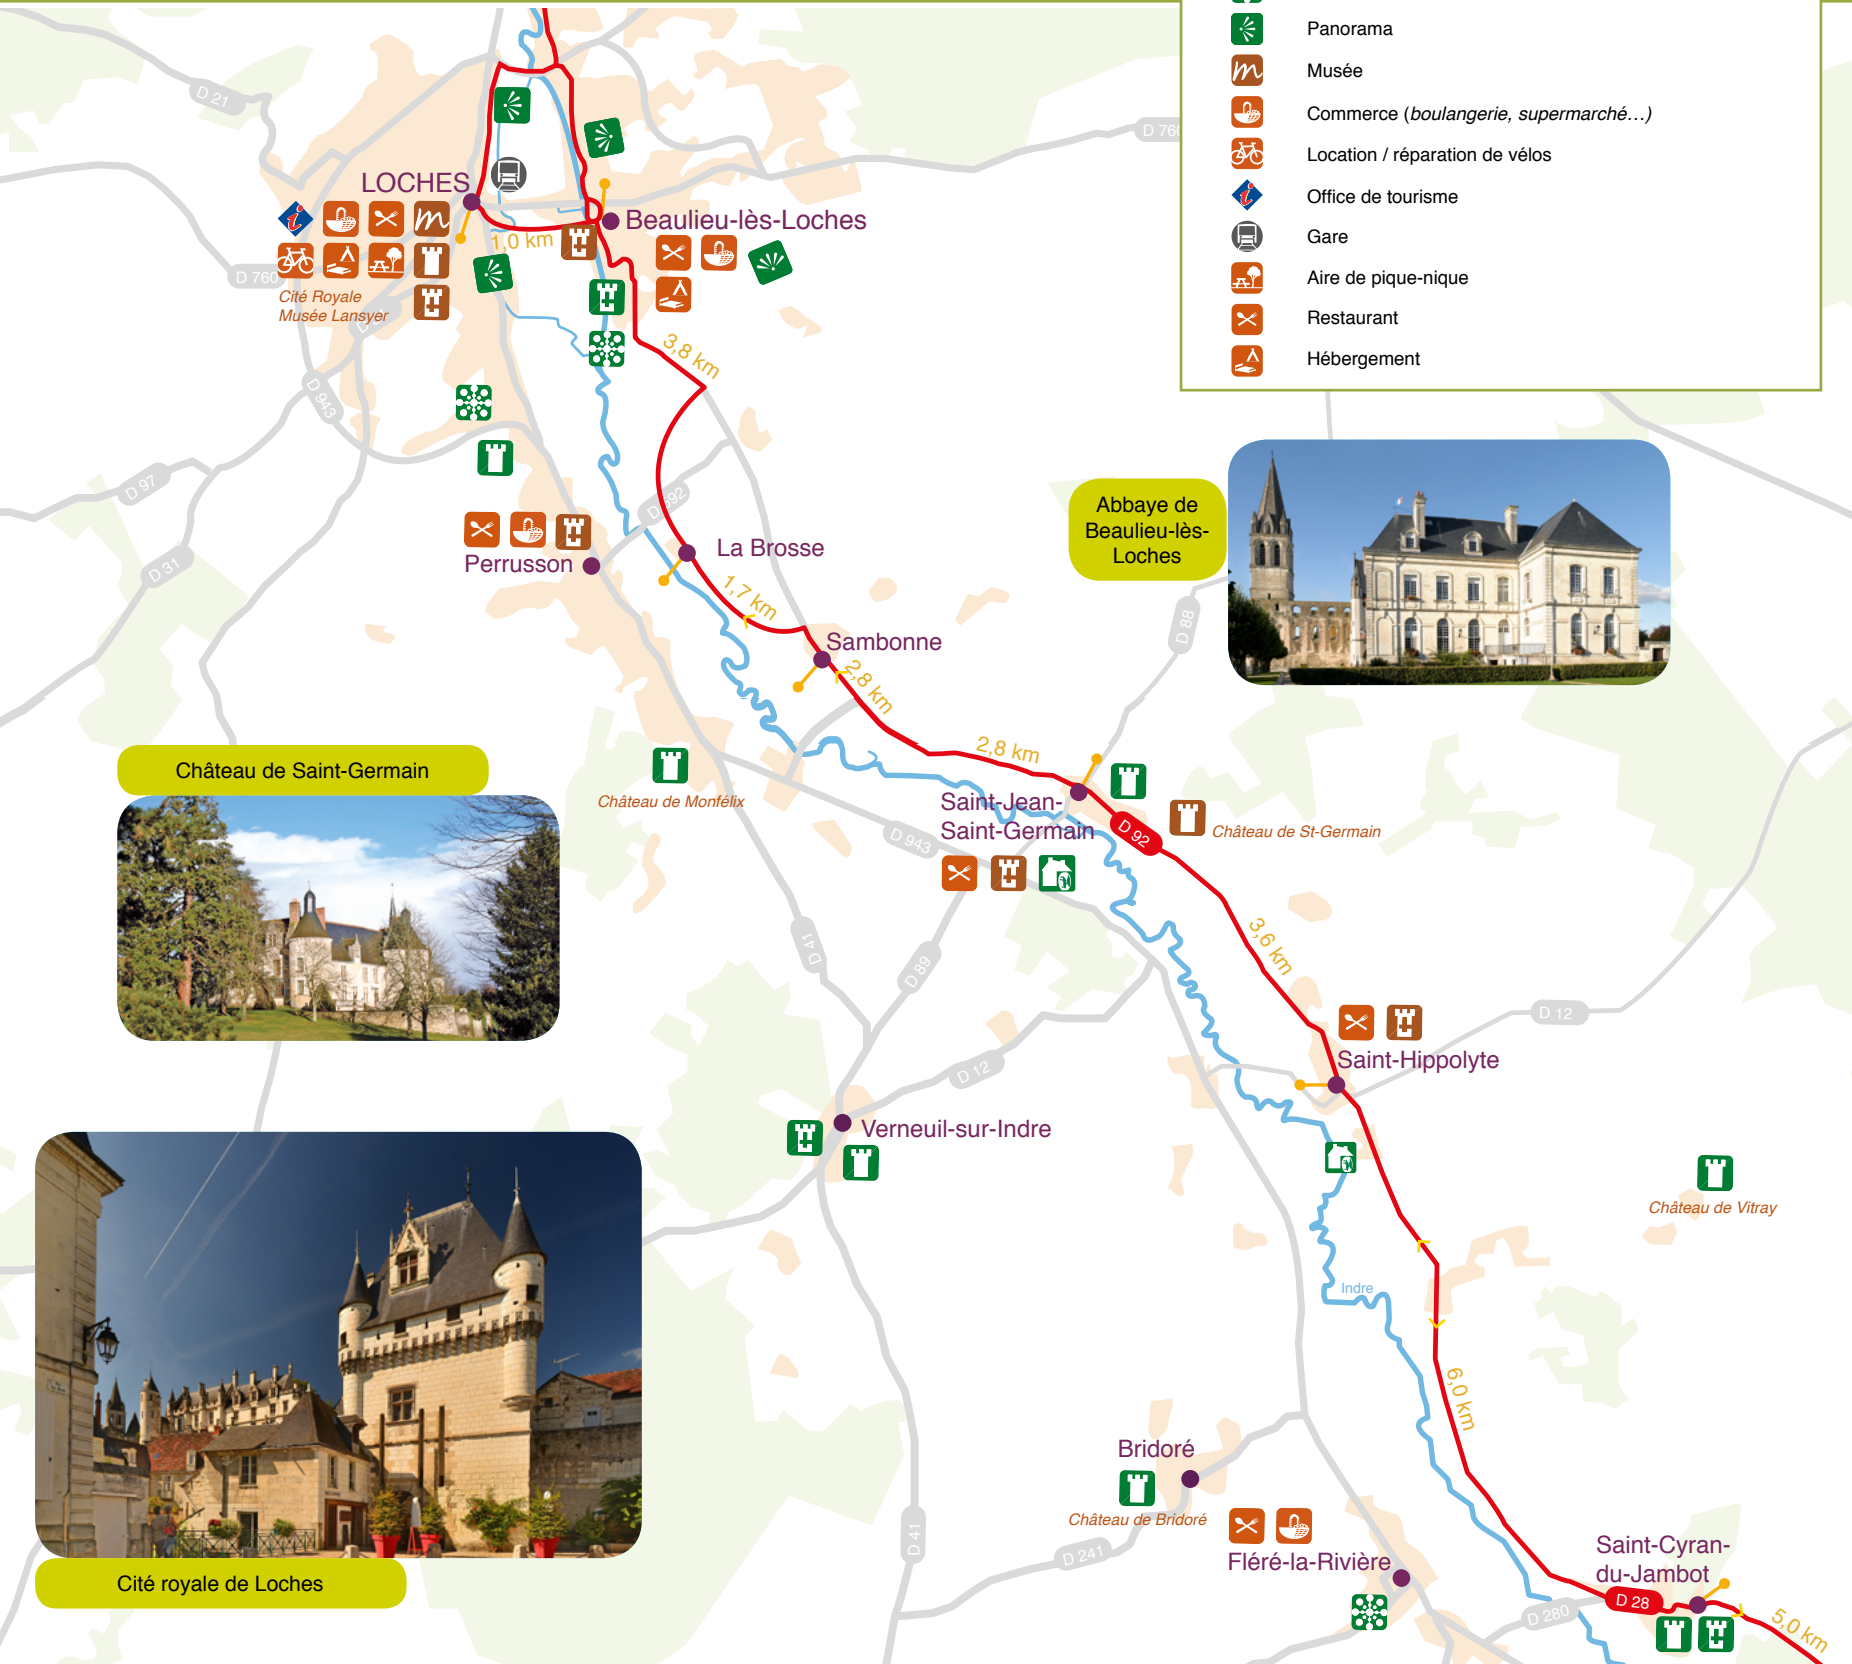 Panorama
Musée
Commerce (boulangerie, supermarché…)
Location / réparation de vélos
Office de tourisme
Gare
Aire de pique-nique
Restaurant
Hébergement
D 21
D 760
LOCHES
Beaulieu-lès-Loches
1,0 km
D 760
Cité Royale
Musée Lansyer
3,8 km
D 943
D 97
D 31
D 92
Perrusson
La Brosse
1,7 km
Sambonne
2,8 km
Abbaye de
Beaulieu-lès-
Loches
D 88
2,8 km
Château de Saint-Germain
Château de Monfélix
Saint-Jean-
Saint-Germain
D 92
Château de St-Germain
D 943
D 41
D 89
3,6 km
D 12
Saint-Hippolyte
D 12
Verneuil-sur-Indre
Château de Vitray
Indre
6,0 km
Bridoré
Château de Bridoré
D 41
D 241
Fléré-la-Rivière
Saint-Cyran-
du-Jambot
D 28
D 280
5,0 km
Cité royale de Loches